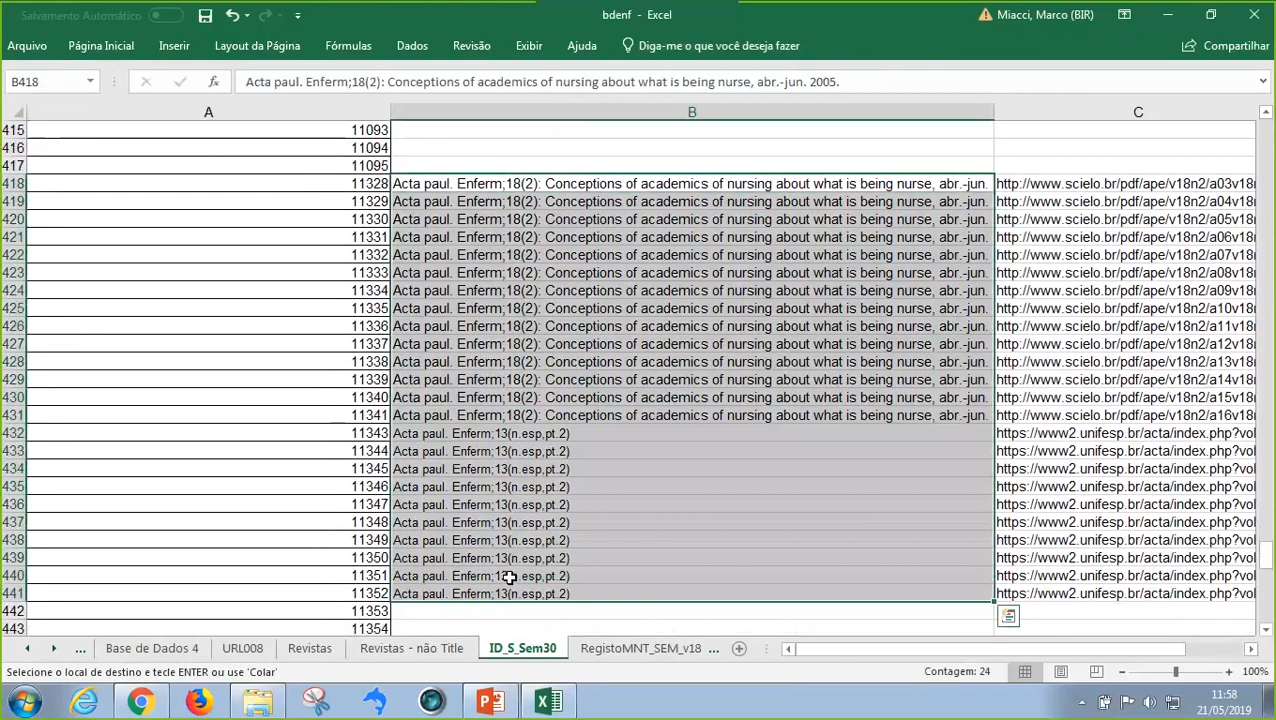 Salvamento Automático
bdenf - Excel
Miacci, Marco (BIR)
Arquivo Página Inicial Inserir Layout da Página Fórmulas Dados Revisão Exibir Ajuda Diga-me o que você deseja fazer Compartilhar
B418 fx Acta paul. Enferm;18(2): Conceptions of academics of nursing about what is being nurse, abr.-jun. 2005.
A B C
415 11093
416 11094
417 11095
418 11328 Acta paul. Enferm;18(2): Conceptions of academics of nursing about what is being nurse, abr.-jun. http://www.scielo.br/pdf/ape/v18n2/a03v18n
419 11329 Acta paul. Enferm;18(2): Conceptions of academics of nursing about what is being nurse, abr.-jun. http://www.scielo.br/pdf/ape/v18n2/a04v18n
420 11330 Acta paul. Enferm;18(2): Conceptions of academics of nursing about what is being nurse, abr.-jun. http://www.scielo.br/pdf/ape/v18n2/a05v18n
421 11331 Acta paul. Enferm;18(2): Conceptions of academics of nursing about what is being nurse, abr.-jun. http://www.scielo.br/pdf/ape/v18n2/a06v18n
422 11332 Acta paul. Enferm;18(2): Conceptions of academics of nursing about what is being nurse, abr.-jun. http://www.scielo.br/pdf/ape/v18n2/a07v18n
423 11333 Acta paul. Enferm;18(2): Conceptions of academics of nursing about what is being nurse, abr.-jun. http://www.scielo.br/pdf/ape/v18n2/a08v18n
424 11334 Acta paul. Enferm;18(2): Conceptions of academics of nursing about what is being nurse, abr.-jun. http://www.scielo.br/pdf/ape/v18n2/a09v18n
425 11335 Acta paul. Enferm;18(2): Conceptions of academics of nursing about what is being nurse, abr.-jun. http://www.scielo.br/pdf/ape/v18n2/a10v18n
426 11336 Acta paul. Enferm;18(2): Conceptions of academics of nursing about what is being nurse, abr.-jun. http://www.scielo.br/pdf/ape/v18n2/a11v18n
427 11337 Acta paul. Enferm;18(2): Conceptions of academics of nursing about what is being nurse, abr.-jun. http://www.scielo.br/pdf/ape/v18n2/a12v18n
428 11338 Acta paul. Enferm;18(2): Conceptions of academics of nursing about what is being nurse, abr.-jun. http://www.scielo.br/pdf/ape/v18n2/a13v18n
429 11339 Acta paul. Enferm;18(2): Conceptions of academics of nursing about what is being nurse, abr.-jun. http://www.scielo.br/pdf/ape/v18n2/a14v18n
430 11340 Acta paul. Enferm;18(2): Conceptions of academics of nursing about what is being nurse, abr.-jun. http://www.scielo.br/pdf/ape/v18n2/a15v18n
431 11341 Acta paul. Enferm;18(2): Conceptions of academics of nursing about what is being nurse, abr.-jun. http://www.scielo.br/pdf/ape/v18n2/a16v18n
432 11343 Acta paul. Enferm;13(n.esp,pt.2) https://www2.unifesp.br/acta/index.php?vol
433 11344 Acta paul. Enferm;13(n.esp,pt.2) https://www2.unifesp.br/acta/index.php?vol
434 11345 Acta paul. Enferm;13(n.esp,pt.2) https://www2.unifesp.br/acta/index.php?vol
435 11346 Acta paul. Enferm;13(n.esp,pt.2) https://www2.unifesp.br/acta/index.php?vol
436 11347 Acta paul. Enferm;13(n.esp,pt.2) https://www2.unifesp.br/acta/index.php?vol
437 11348 Acta paul. Enferm;13(n.esp,pt.2) https://www2.unifesp.br/acta/index.php?vol
438 11349 Acta paul. Enferm;13(n.esp,pt.2) https://www2.unifesp.br/acta/index.php?vol
439 11350 Acta paul. Enferm;13(n.esp,pt.2) https://www2.unifesp.br/acta/index.php?vol
440 11351 Acta paul. Enferm;13(n.esp,pt.2) https://www2.unifesp.br/acta/index.php?vol
441 11352 Acta paul. Enferm;13(n.esp,pt.2) https://www2.unifesp.br/acta/index.php?vol
442 11353
443 11354
... Base de Dados 4 URL008 Revistas Revistas - não Title ID_S_Sem30 RegistoMNT_SEM_v18 ...
Selecione o local de destino e tecle ENTER ou use 'Colar' Contagem: 24 100%
11:58
21/05/2019